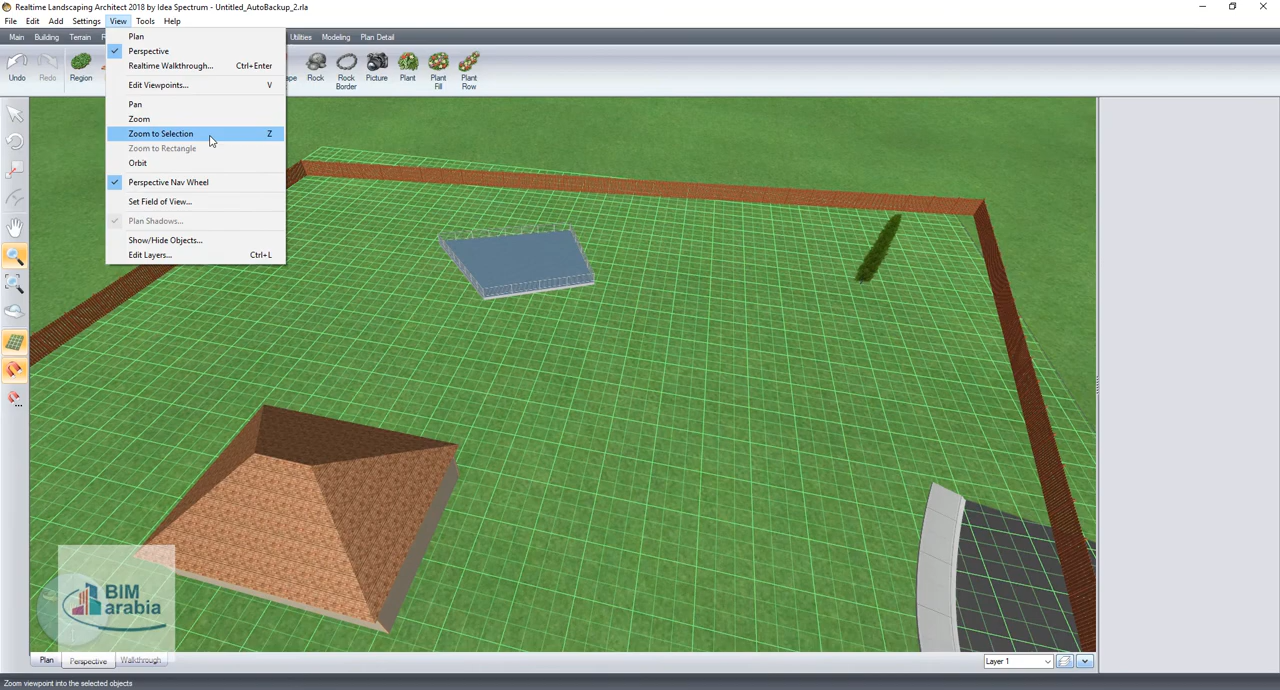 Realtime Landscaping Architect 2018 by Idea Spectrum - Untitled_AutoBackup_2.rla
File Edit Add Settings View Tools Help
Main Building Terrain Utilities Modeling Plan Detail
Undo Redo Region Rock Rock Border Picture Plant Plant Fill Plant Row
Plan
Perspective
Realtime Walkthrough... Ctrl+Enter
Edit Viewpoints... V
Pan
Zoom
Zoom to Selection Z
Zoom to Rectangle
Orbit
Perspective Nav Wheel
Set Field of View...
Plan Shadows...
Show/Hide Objects...
Edit Layers... Ctrl+L
BIM
arabia
Plan Perspective Walkthrough Layer 1
Zoom viewpoint into the selected objects